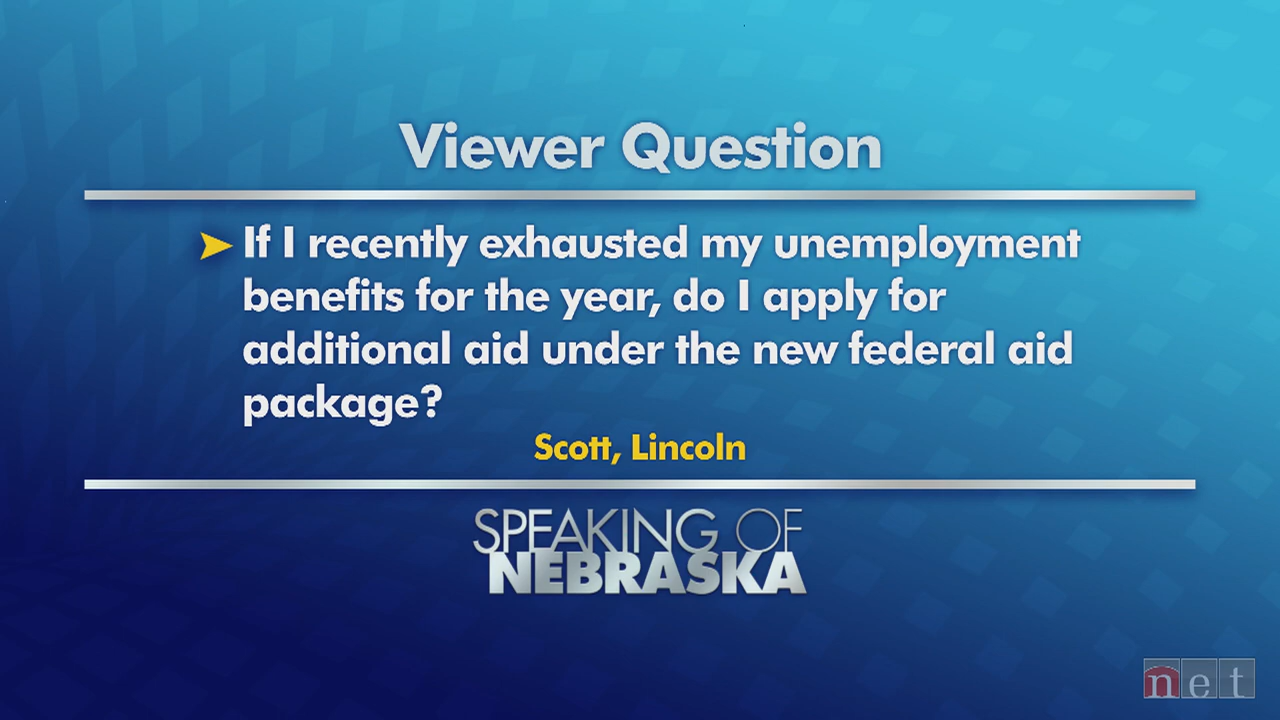 Viewer Question
➤ If I recently exhausted my unemployment
benefits for the year, do I apply for
additional aid under the new federal aid
package?
Scott, Lincoln
SPEAKING OF
NEBRASKA
net